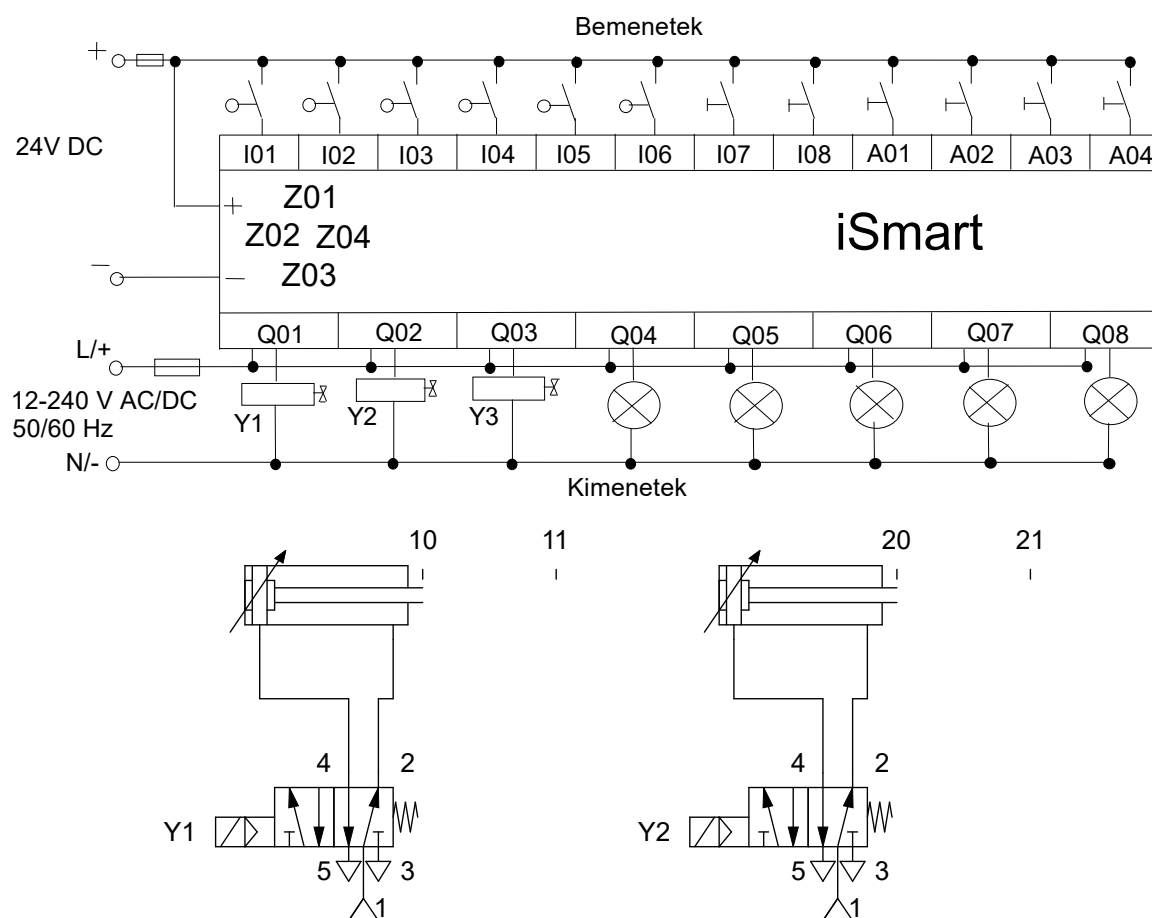 Bemenetek
+
24V DC
I01 I02 I03 I04 I05 I06 I07 I08 A01 A02 A03 A04
+ Z01
Z02 Z04
iSmart
− Z03
−
Q01 Q02 Q03 Q04 Q05 Q06 Q07 Q08
L/+
12-240 V AC/DC
50/60 Hz
Y1 Y2 Y3
N/-
Kimenetek
10 11 20 21
4 2 4 2
Y1 Y2
5 3 5 3
1 1